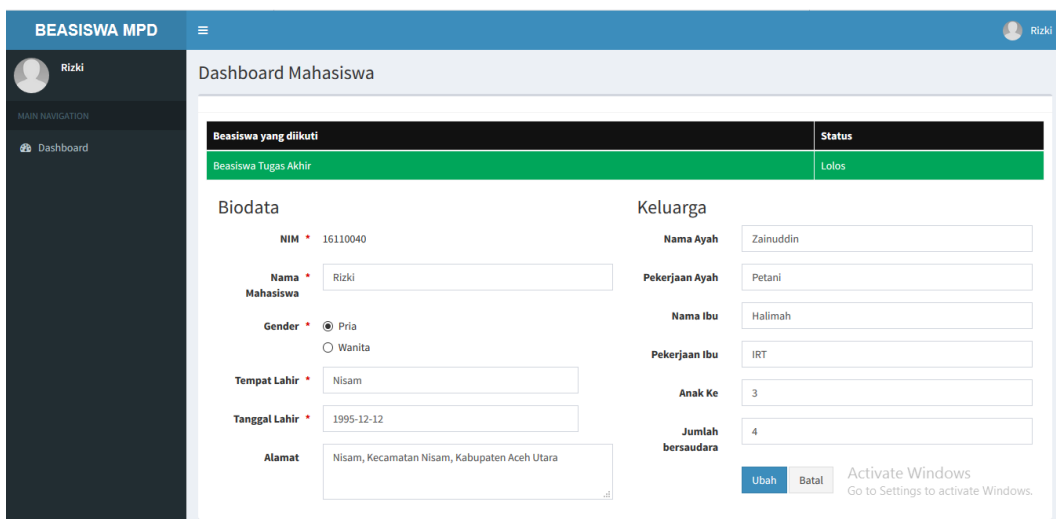 BEASISWA MPD
Rizki
Rizki
MAIN NAVIGATION
Dashboard
Dashboard Mahasiswa
Beasiswa yang diikuti Status
Beasiswa Tugas Akhir Lolos
Biodata
NIM * 16110040
Nama * Rizki
Mahasiswa
Gender * Pria
Wanita
Tempat Lahir * Nisam
Tanggal Lahir * 1995-12-12
Alamat Nisam, Kecamatan Nisam, Kabupaten Aceh Utara
Keluarga
Nama Ayah Zainuddin
Pekerjaan Ayah Petani
Nama Ibu Halimah
Pekerjaan Ibu IRT
Anak Ke 3
Jumlah 4
bersaudara
Ubah Batal
Activate Windows
Go to Settings to activate Windows.